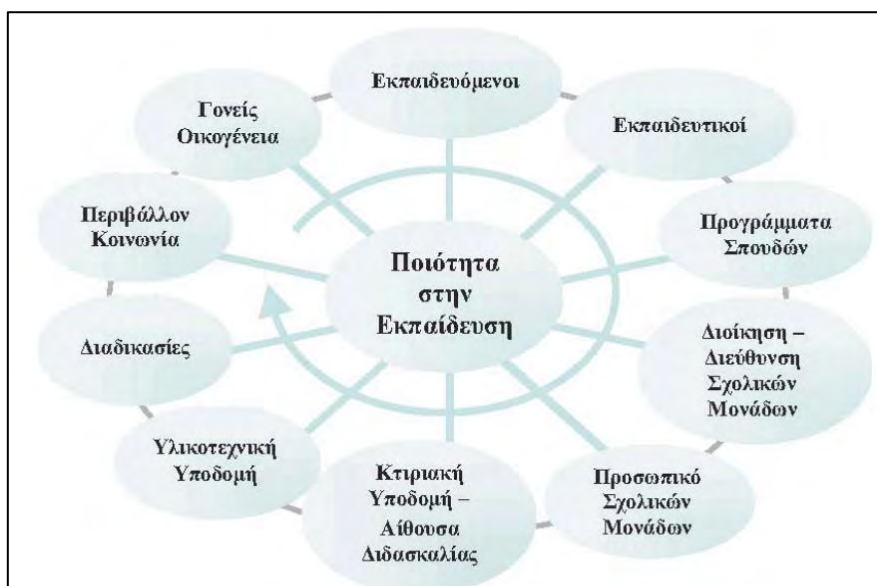 Εκπαιδευόμενοι
Εκπαιδευτικοί
Προγράμματα
Σπουδών
Διοίκηση –
Διεύθυνση
Σχολικών
Μονάδων
Προσωπικό
Σχολικών
Μονάδων
Κτιριακή
Υποδομή –
Αίθουσα
Διδασκαλίας
Υλικοτεχνική
Υποδομή
Διαδικασίες
Περιβάλλον
Κοινωνία
Γονείς
Οικογένεια
Ποιότητα
στην
Εκπαίδευση